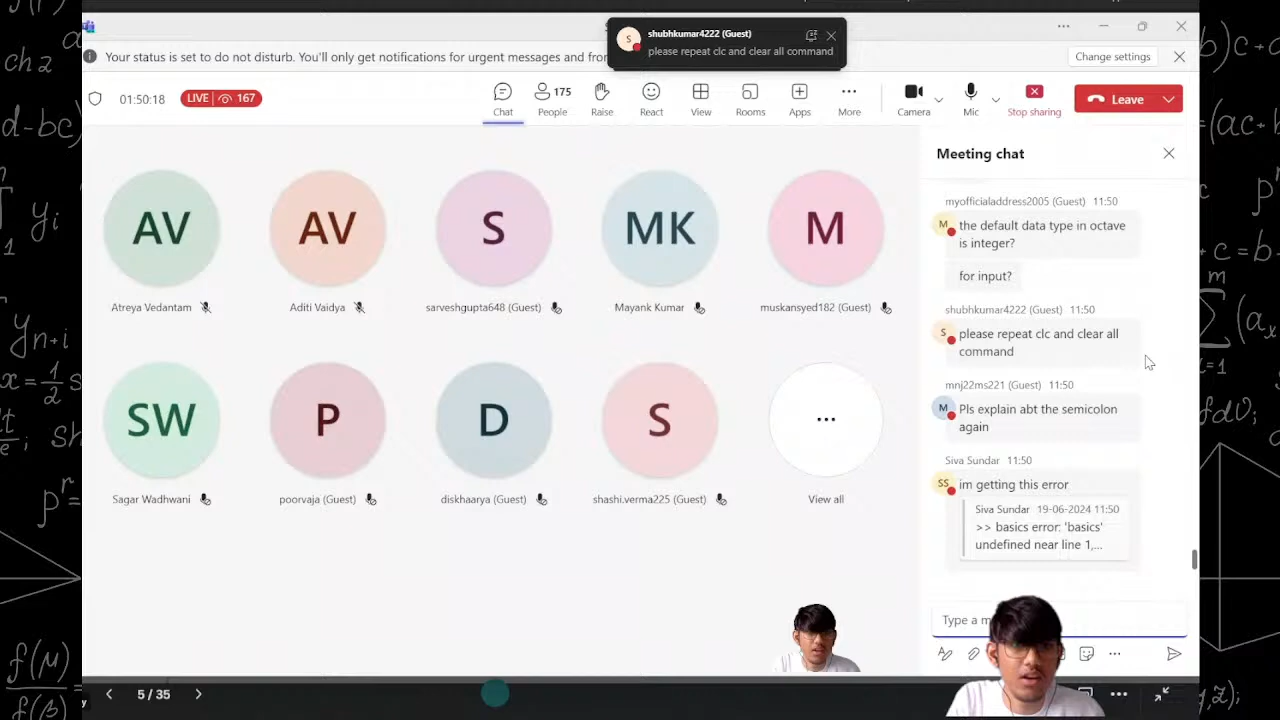 shubhkumar4222 (Guest)
please repeat clc and clear all command
Your status is set to do not disturb. You'll only get notifications for urgent messages and from
Change settings
01:50:18
LIVE 167
Chat
175
People
Raise
React
View
Rooms
Apps
More
Camera
Mic
Stop sharing
Leave
Meeting chat
AV
AV
S
MK
M
Atreya Vedantam
Aditi Vaidya
sarveshgupta648 (Guest)
Mayank Kumar
muskansyed182 (Guest)
SW
P
D
S
...
Sagar Wadhwani
poorvaja (Guest)
diskhaarya (Guest)
shashi.verma225 (Guest)
View all
myofficialaddress2005 (Guest) 11:50
M
the default data type in octave
is integer?
for input?
shubhkumar4222 (Guest) 11:50
S
please repeat clc and clear all
command
mnj22ms221 (Guest) 11:50
M
Pls explain abt the semicolon
again
Siva Sundar 11:50
SS
im getting this error
Siva Sundar 19-06-2024 11:50
>> basics error: 'basics'
undefined near line 1,...
Type a m
5 / 35